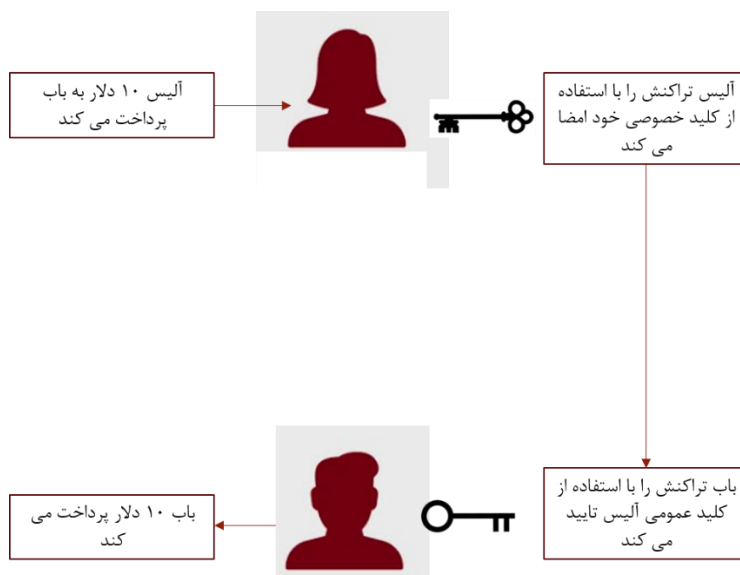 آلیس ۱۰ دلار به باب
پرداخت می کند
آلیس تراکنش را با استفاده
از کلید خصوصی خود امضا
می کند
باب تراکنش را با استفاده از
کلید عمومی آلیس تایید
می کند
باب ۱۰ دلار پرداخت می
کند